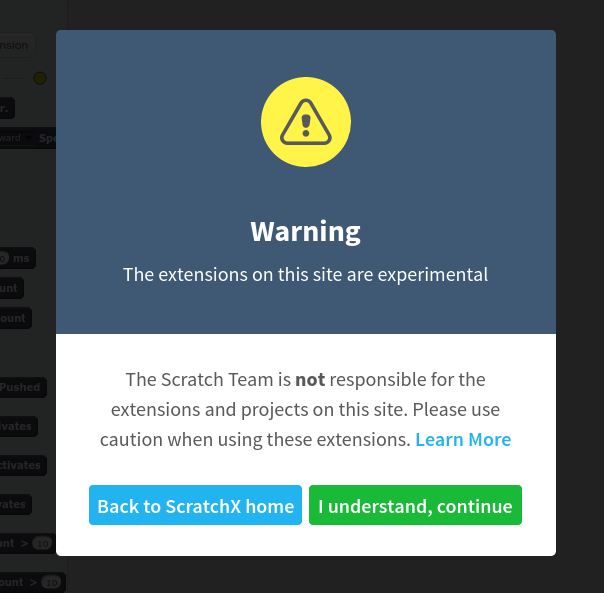 nsion
r.
ward Spe
ms
unt
ount
Warning
The extensions on this site are experimental
The Scratch Team is not responsible for the
extensions and projects on this site. Please use
caution when using these extensions. Learn More
Back to ScratchX home
I understand, continue
Pushed
ivates
ctivates
vates
nt > 10
ount > 10